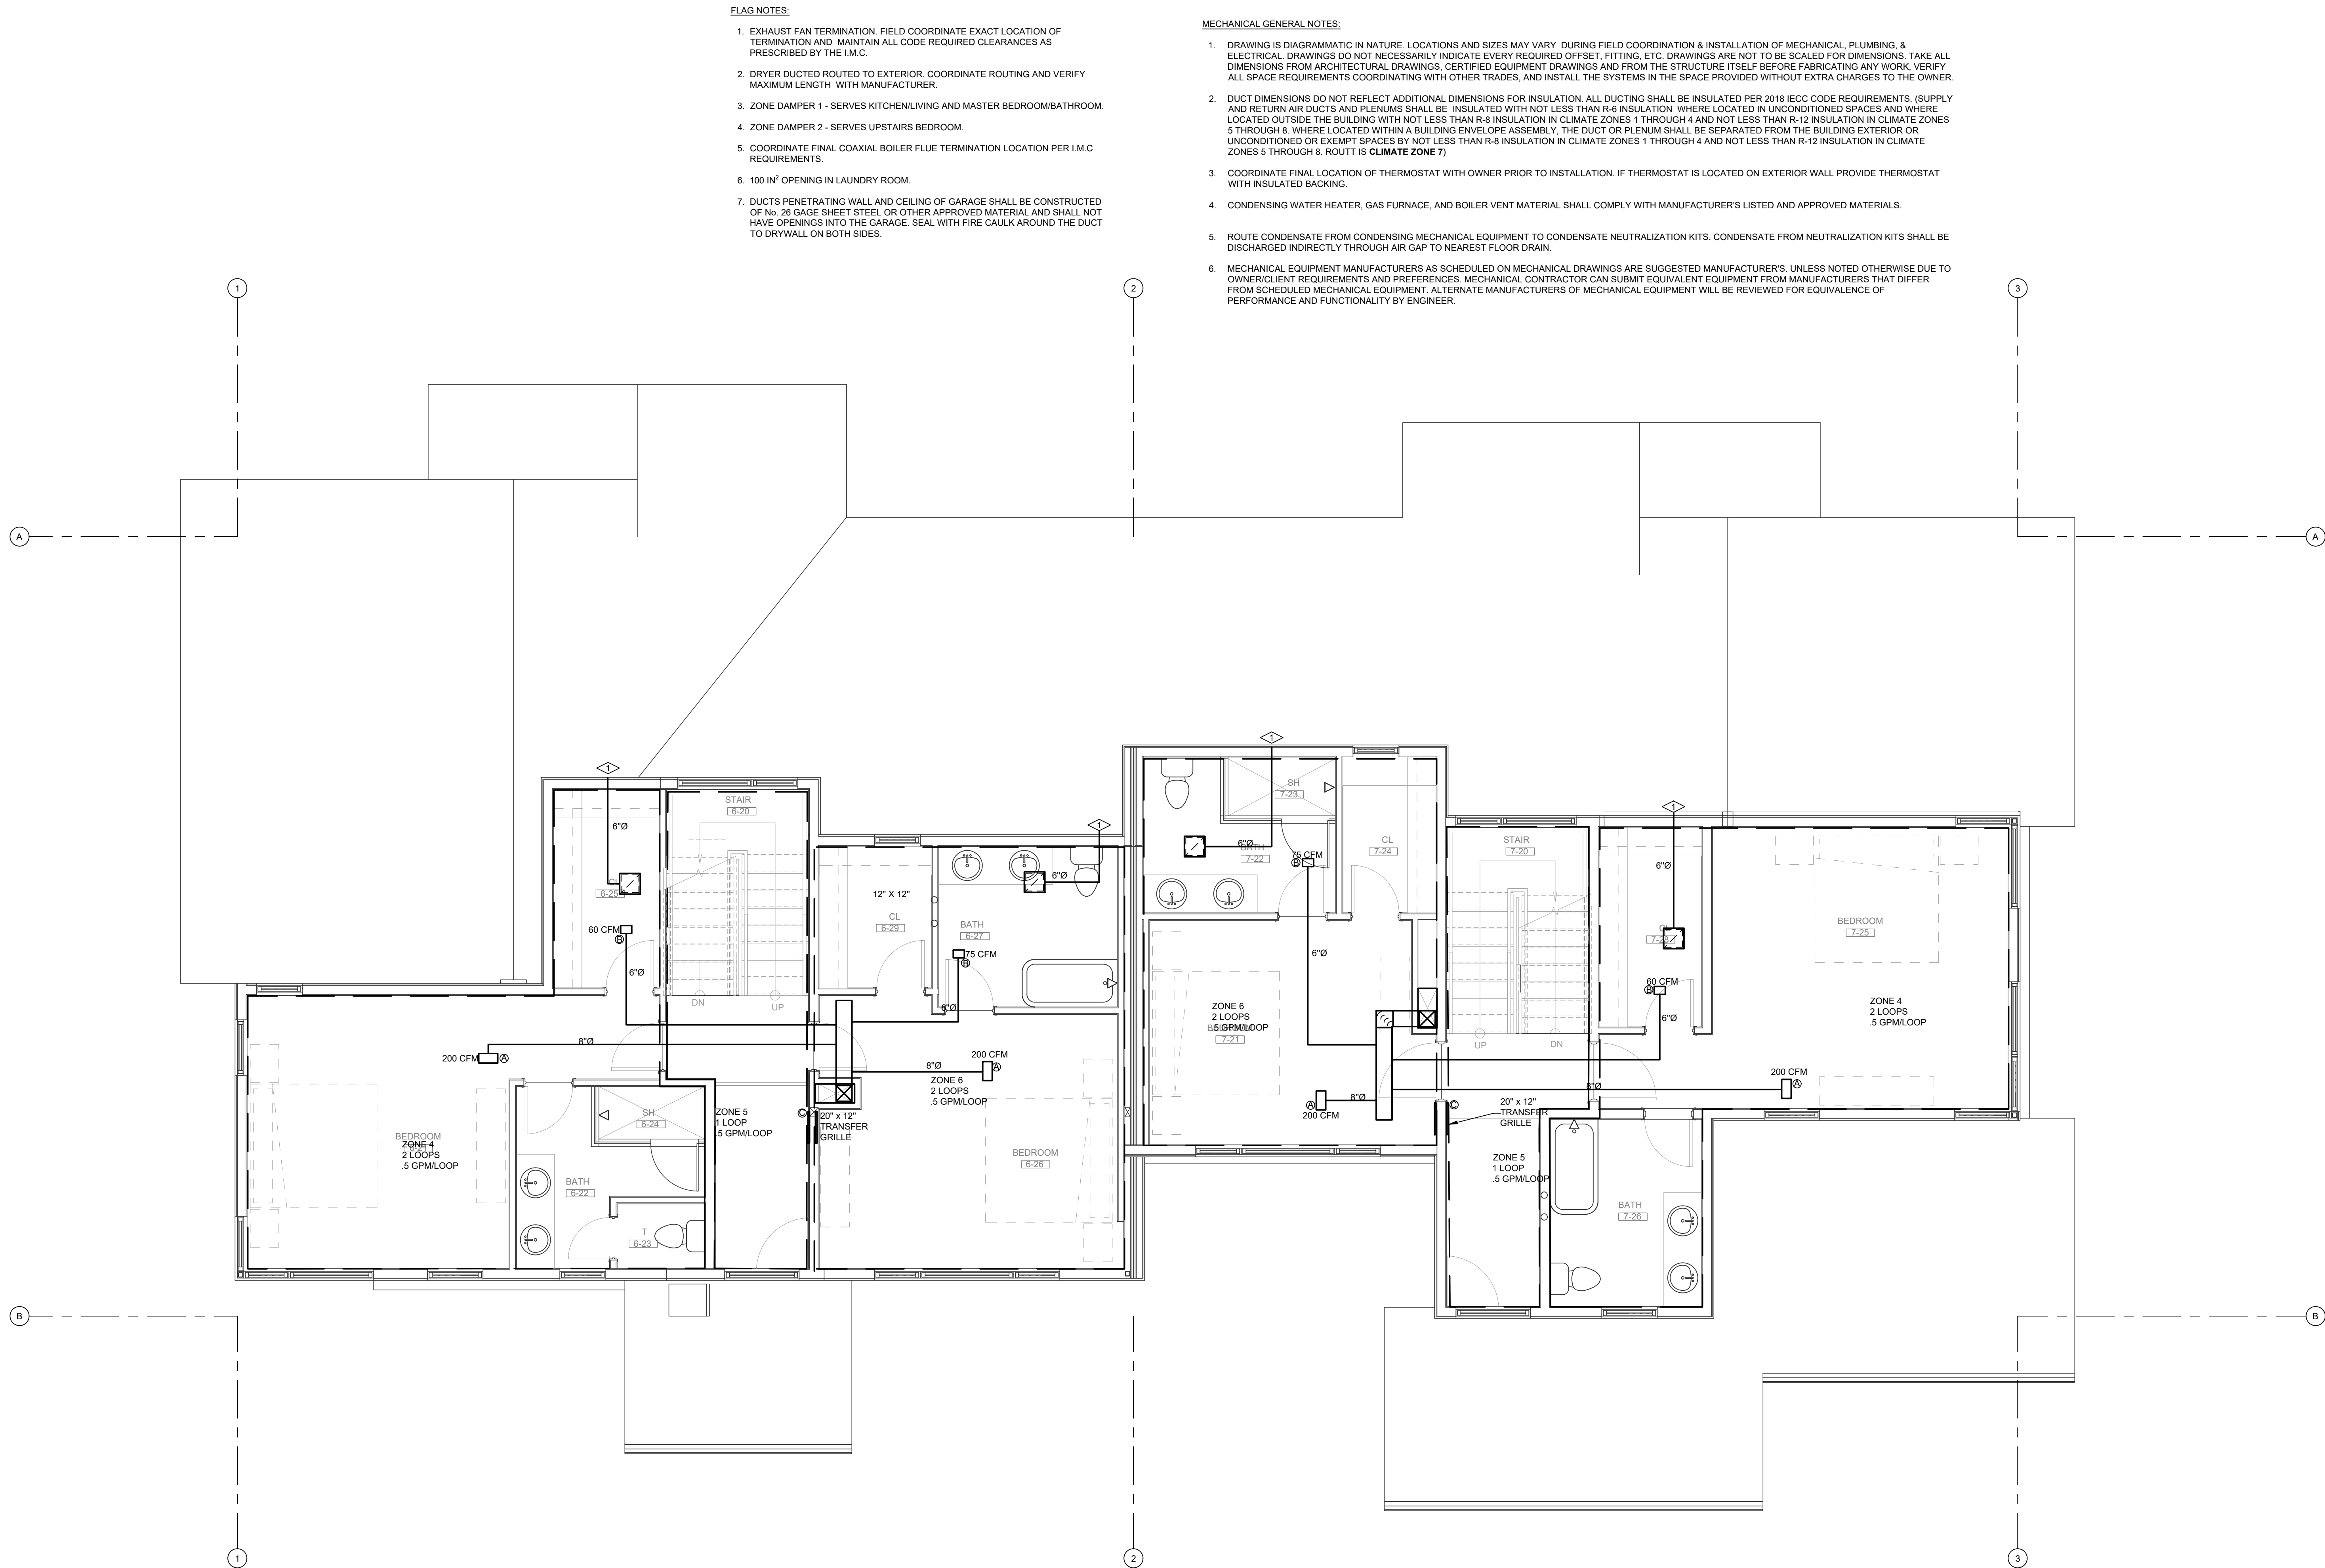 FLAG NOTES:
1. EXHAUST FAN TERMINATION. FIELD COORDINATE EXACT LOCATION OF
TERMINATION AND MAINTAIN ALL CODE REQUIRED CLEARANCES AS
PRESCRIBED BY THE I.M.C.
2. DRYER DUCTED ROUTED TO EXTERIOR. COORDINATE ROUTING AND VERIFY
MAXIMUM LENGTH WITH MANUFACTURER.
3. ZONE DAMPER 1 - SERVES KITCHEN/LIVING AND MASTER BEDROOM/BATHROOM.
4. ZONE DAMPER 2 - SERVES UPSTAIRS BEDROOM.
5. COORDINATE FINAL COAXIAL BOILER FLUE TERMINATION LOCATION PER I.M.C
REQUIREMENTS.
6. 100 IN² OPENING IN LAUNDRY ROOM.
7. DUCTS PENETRATING WALL AND CEILING OF GARAGE SHALL BE CONSTRUCTED
OF No. 26 GAGE SHEET STEEL OR OTHER APPROVED MATERIAL AND SHALL NOT
HAVE OPENINGS INTO THE GARAGE. SEAL WITH FIRE CAULK AROUND THE DUCT
TO DRYWALL ON BOTH SIDES.
MECHANICAL GENERAL NOTES:
1. DRAWING IS DIAGRAMMATIC IN NATURE. LOCATIONS AND SIZES MAY VARY DURING FIELD COORDINATION & INSTALLATION OF MECHANICAL, PLUMBING, &
ELECTRICAL. DRAWINGS DO NOT NECESSARILY INDICATE EVERY REQUIRED OFFSET, FITTING, ETC. DRAWINGS ARE NOT TO BE SCALED FOR DIMENSIONS. TAKE ALL
DIMENSIONS FROM ARCHITECTURAL DRAWINGS, CERTIFIED EQUIPMENT DRAWINGS AND FROM THE STRUCTURE ITSELF BEFORE FABRICATING ANY WORK, VERIFY
ALL SPACE REQUIREMENTS COORDINATING WITH OTHER TRADES, AND INSTALL THE SYSTEMS IN THE SPACE PROVIDED WITHOUT EXTRA CHARGES TO THE OWNER.
2. DUCT DIMENSIONS DO NOT REFLECT ADDITIONAL DIMENSIONS FOR INSULATION. ALL DUCTING SHALL BE INSULATED PER 2018 IECC CODE REQUIREMENTS. (SUPPLY
AND RETURN AIR DUCTS AND PLENUMS SHALL BE INSULATED WITH NOT LESS THAN R-6 INSULATION WHERE LOCATED IN UNCONDITIONED SPACES AND WHERE
LOCATED OUTSIDE THE BUILDING WITH NOT LESS THAN R-8 INSULATION IN CLIMATE ZONES 1 THROUGH 4 AND NOT LESS THAN R-12 INSULATION IN CLIMATE ZONES
5 THROUGH 8. WHERE LOCATED WITHIN A BUILDING ENVELOPE ASSEMBLY, THE DUCT OR PLENUM SHALL BE SEPARATED FROM THE BUILDING EXTERIOR OR
UNCONDITIONED OR EXEMPT SPACES BY NOT LESS THAN R-8 INSULATION IN CLIMATE ZONES 1 THROUGH 4 AND NOT LESS THAN R-12 INSULATION IN CLIMATE
ZONES 5 THROUGH 8. ROUTT IS CLIMATE ZONE 7)
3. COORDINATE FINAL LOCATION OF THERMOSTAT WITH OWNER PRIOR TO INSTALLATION. IF THERMOSTAT IS LOCATED ON EXTERIOR WALL PROVIDE THERMOSTAT
WITH INSULATED BACKING.
4. CONDENSING WATER HEATER, GAS FURNACE, AND BOILER VENT MATERIAL SHALL COMPLY WITH MANUFACTURER'S LISTED AND APPROVED MATERIALS.
5. ROUTE CONDENSATE FROM CONDENSING MECHANICAL EQUIPMENT TO CONDENSATE NEUTRALIZATION KITS. CONDENSATE FROM NEUTRALIZATION KITS SHALL BE
DISCHARGED INDIRECTLY THROUGH AIR GAP TO NEAREST FLOOR DRAIN.
6. MECHANICAL EQUIPMENT MANUFACTURERS AS SCHEDULED ON MECHANICAL DRAWINGS ARE SUGGESTED MANUFACTURER'S. UNLESS NOTED OTHERWISE DUE TO
OWNER/CLIENT REQUIREMENTS AND PREFERENCES. MECHANICAL CONTRACTOR CAN SUBMIT EQUIVALENT EQUIPMENT FROM MANUFACTURERS THAT DIFFER
FROM SCHEDULED MECHANICAL EQUIPMENT. ALTERNATE MANUFACTURERS OF MECHANICAL EQUIPMENT WILL BE REVIEWED FOR EQUIVALENCE OF
PERFORMANCE AND FUNCTIONALITY BY ENGINEER.
1
2
3
A
A
1
6"Ø
6-25
60 CFM
B
6"Ø
STAIR
6-20
DN
UP
12" X 12"
CL
6-29
1
6"Ø
BATH
6-27
75 CFM
B
6"Ø
8"Ø
200 CFM
A
8"Ø
200 CFM
A
ZONE 6
2 LOOPS
.5 GPM/LOOP
BEDROOM
ZONE 4
2 LOOPS
.5 GPM/LOOP
SH
6-24
BATH
6-22
T
6-23
ZONE 5
1 LOOP
.5 GPM/LOOP
C
20" x 12"
TRANSFER
GRILLE
BEDROOM
6-26
1
SH
7-23
6"Ø
BATH
7-22
75 CFM
B
CL
7-24
6"Ø
ZONE 6
2 LOOPS
.5 GPM/LOOP
7-21
A
200 CFM
8"Ø
STAIR
7-20
UP
DN
1
6"Ø
60 CFM
B
6"Ø
BEDROOM
7-25
ZONE 4
2 LOOPS
.5 GPM/LOOP
200 CFM
A
8"Ø
C
20" x 12"
TRANSFER
GRILLE
ZONE 5
1 LOOP
.5 GPM/LOOP
BATH
7-26
B
B
1
2
3